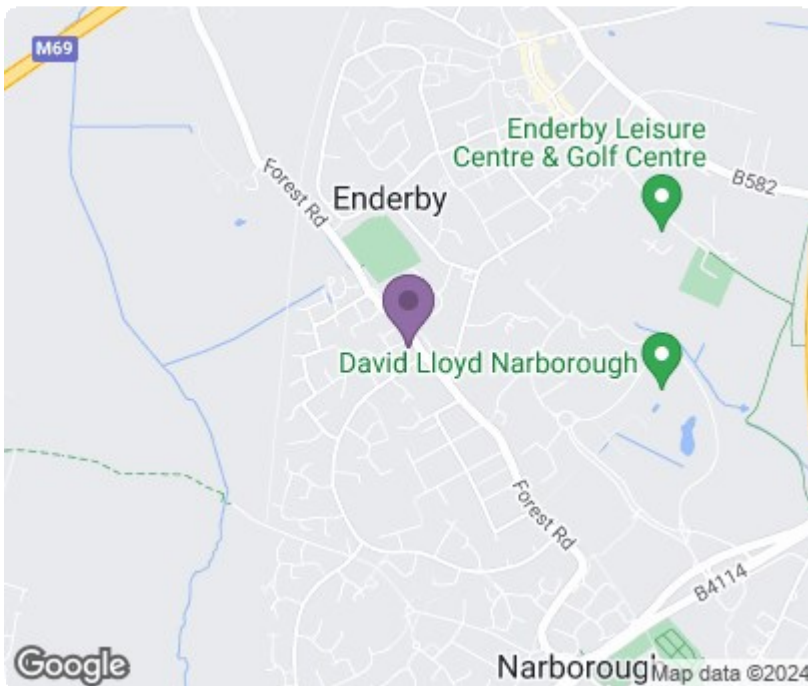 M69
Enderby Leisure
Centre & Golf Centre
B582
Forest Rd
Enderby
David Lloyd Narborough
Forest Rd
B4114
Google
Map data ©2024